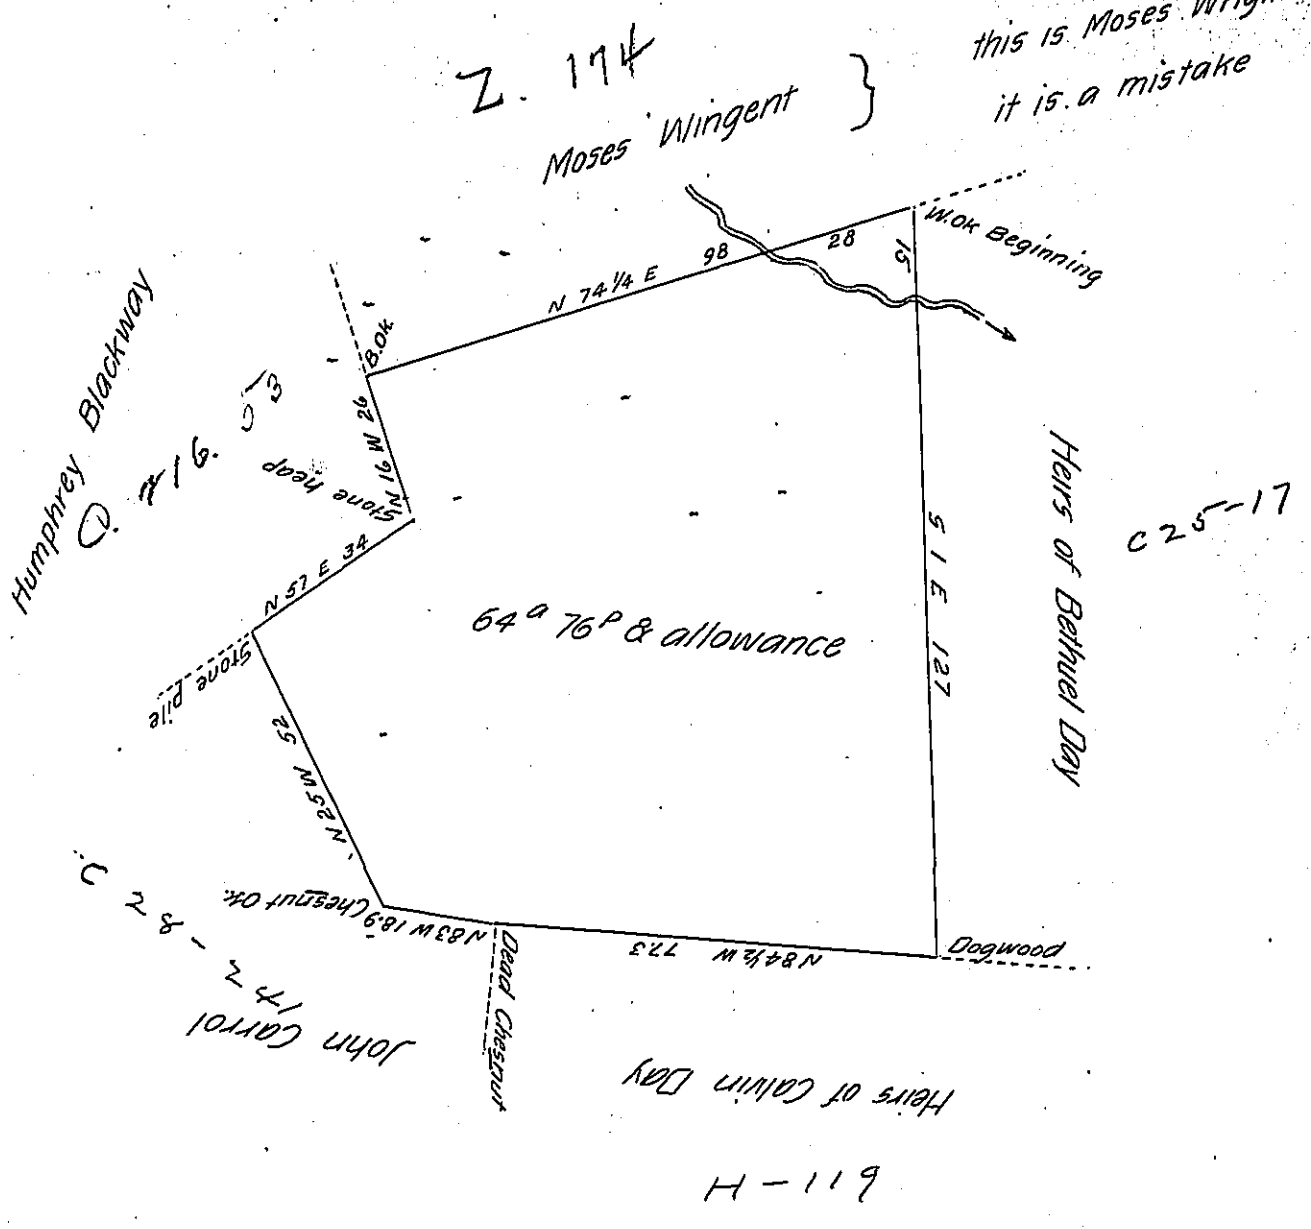 Z. 174
Moses Wingent }
this is Moses
it is a mistake
W.OK Beginning
15
28
98
N 74 1/4 E
B.OK.
N 16 W 26
Stone heap
Humphrey Blackway
N 57 E 34
Stone pile
64ᵃ 76ᴾ & allowance
S 1 E 127
Heirs of Bethuel Day
C 25-17
N 25 W 52
Chesnut Ok.
N 83 W 18.9
Dead Chesnut
N 84 1/2 W 77.3
Dogwood
John Carrol
Heirs of Calvin Day
H-119